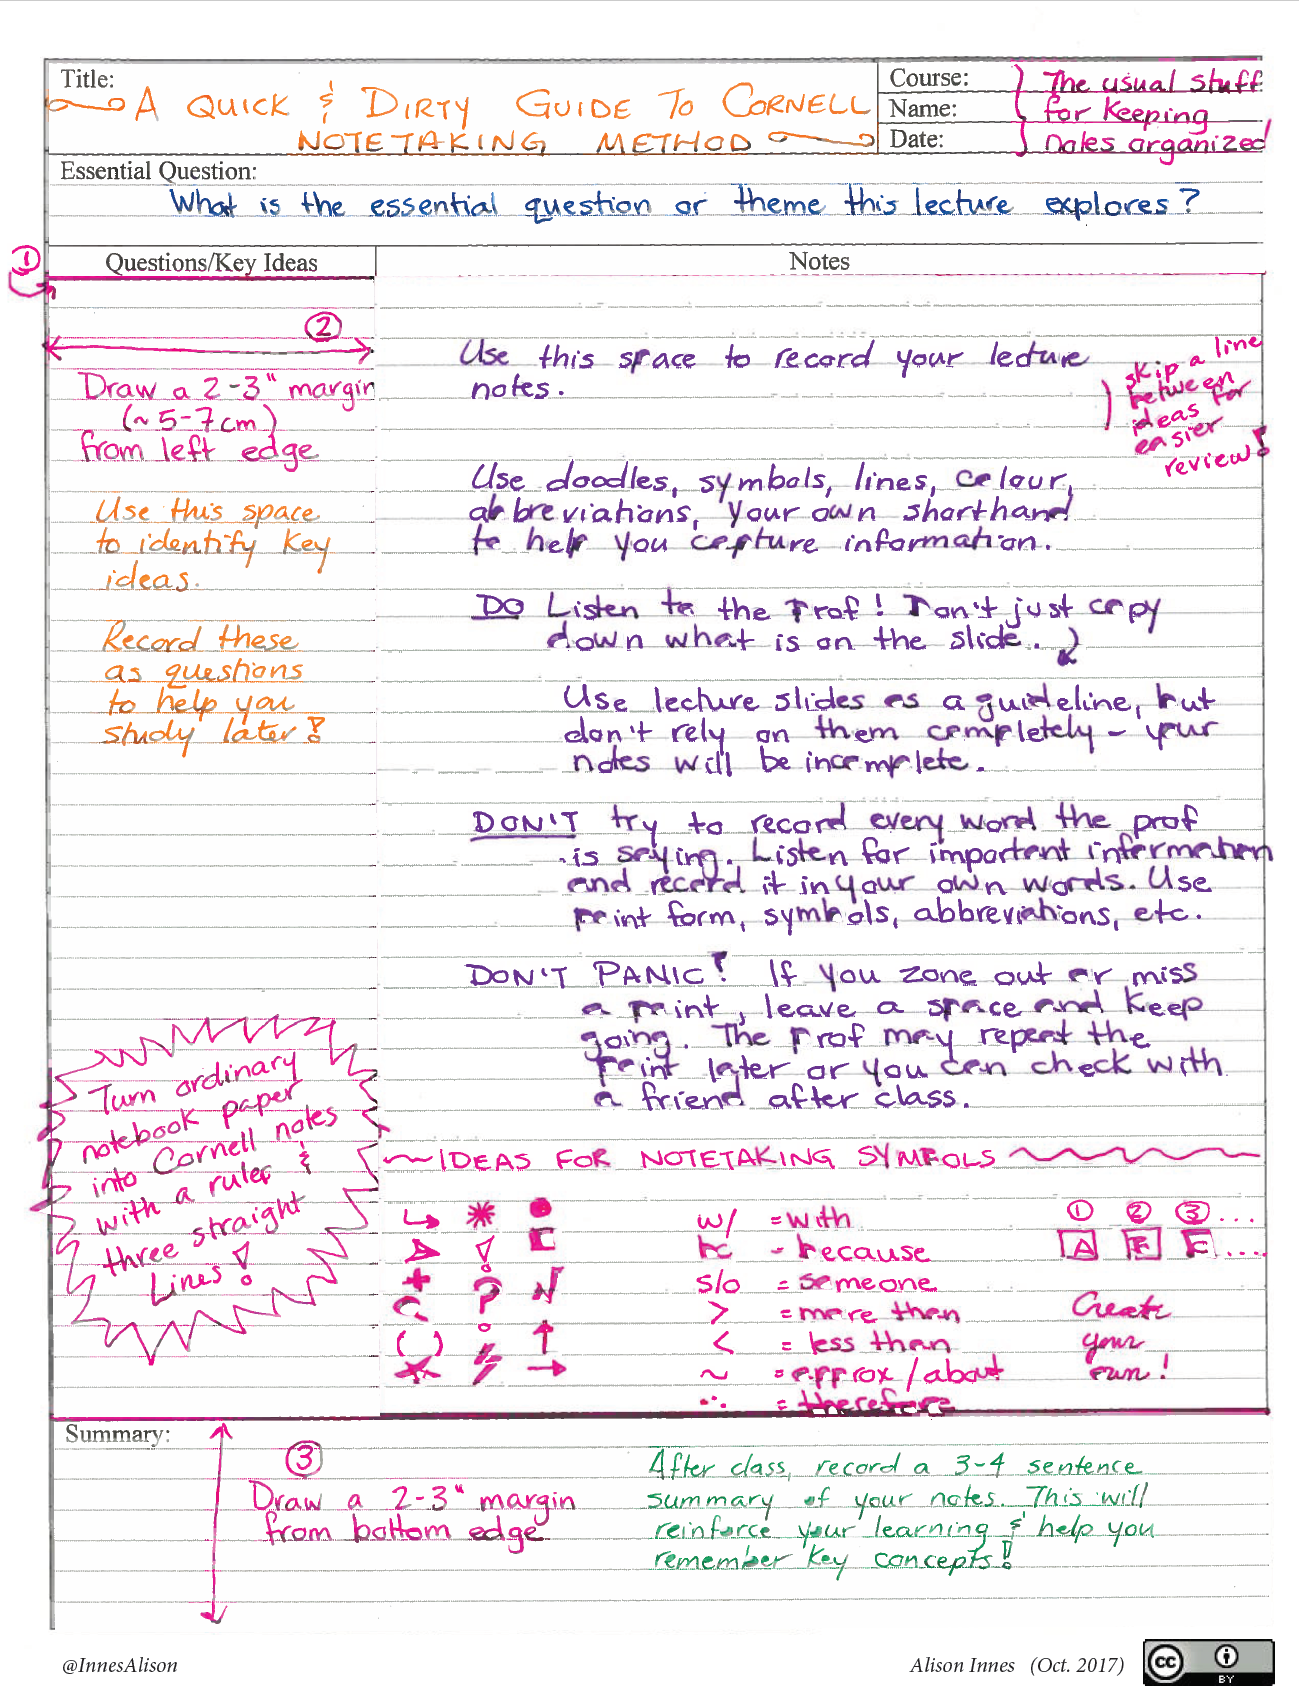 Title:
A QUICK & DIRTY GUIDE TO CORNELL
NOTETAKING METHOD
Course:
Name:
Date:
The usual stuff
for keeping
notes organized
Essential Question:
What is the essential question or theme this lecture explores?
1
Questions/Key Ideas
Notes
2
Draw a 2-3" margin
(~5-7cm)
from left edge
Use this space
to identify key
ideas.
Record these
as questions
to help you
study later!
Turn ordinary
notebook paper
into Cornell notes
with a ruler &
three straight
Lines!
Use this space to record your lecture
notes.
skip a line
between
ideas for
easier
review!
Use doodles, symbols, lines, colour,
abbreviations, your own shorthand
to help you capture information.
DO Listen to the Prof! Don't just copy
down what is on the slide.
Use lecture slides as a guideline, but
don't rely on them completely - your
notes will be incomplete.
DON'T try to record every word the prof
is saying. Listen for important information
and record it in your own words. Use
point form, symbols, abbreviations, etc.
DON'T PANIC! If you zone out or miss
a point, leave a space and keep
going. The Prof may repeat the
point later or you can check with
a friend after class.
IDEAS FOR NOTETAKING SYMBOLS
w/ = with
bc = because
s/o = someone
> = more than
< = less than
~ = approx/about
∴ = therefore
1 2 3 ...
A B C ....
Create
your
own!
Summary:
3
Draw a 2-3" margin
from bottom edge
After class, record a 3-4 sentence
summary of your notes. This will
reinforce your learning & help you
remember key concepts!
@InnesAlison
Alison Innes (Oct. 2017)
cc
BY